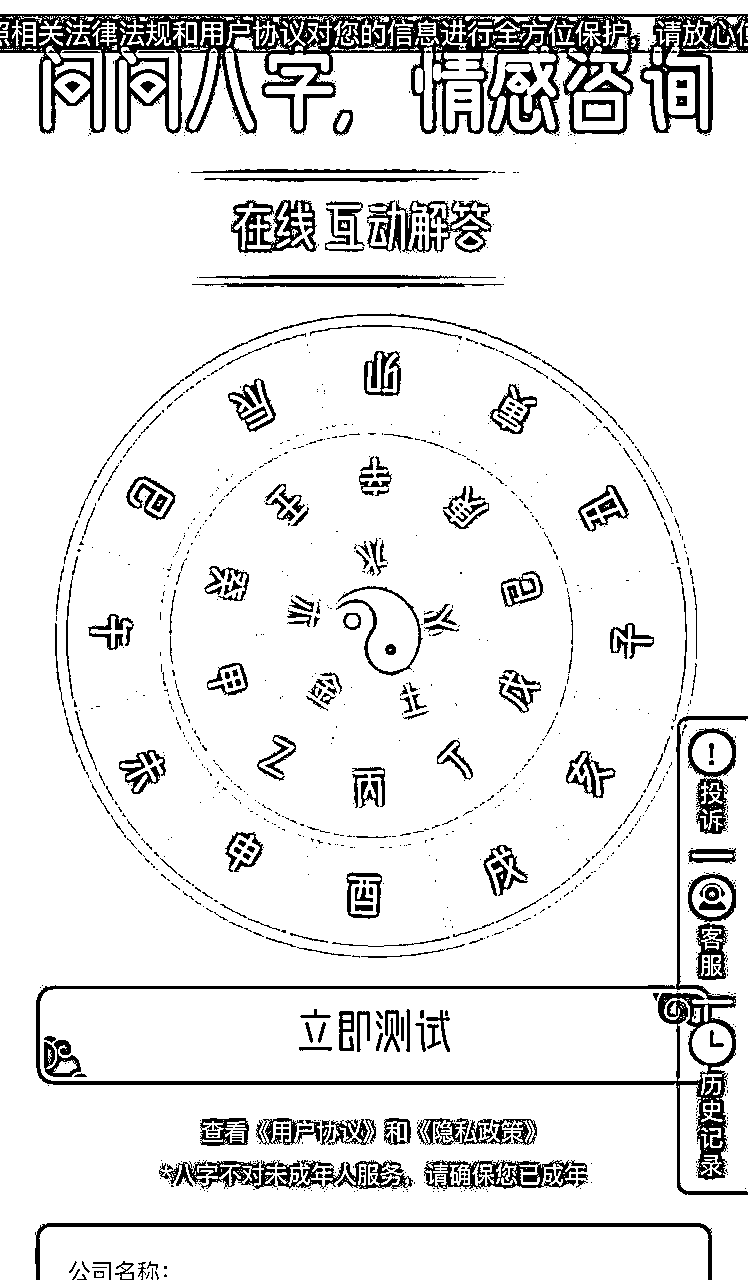 照相关法律法规和用户协议对您的信息进行全方位保护，请放心使
问问八字，情感咨询
在线互动解答
卯
辰
寅
巳
丑
午
子
未
亥
申
戌
酉
辛
壬
庚
癸
己
甲
戊
乙
丁
丙
水
木
火
金
土
投诉
客服
历史记录
立即测试
查看《用户协议》和《隐私政策》
*八字不对未成年人服务，请确保您已成年
公司名称：